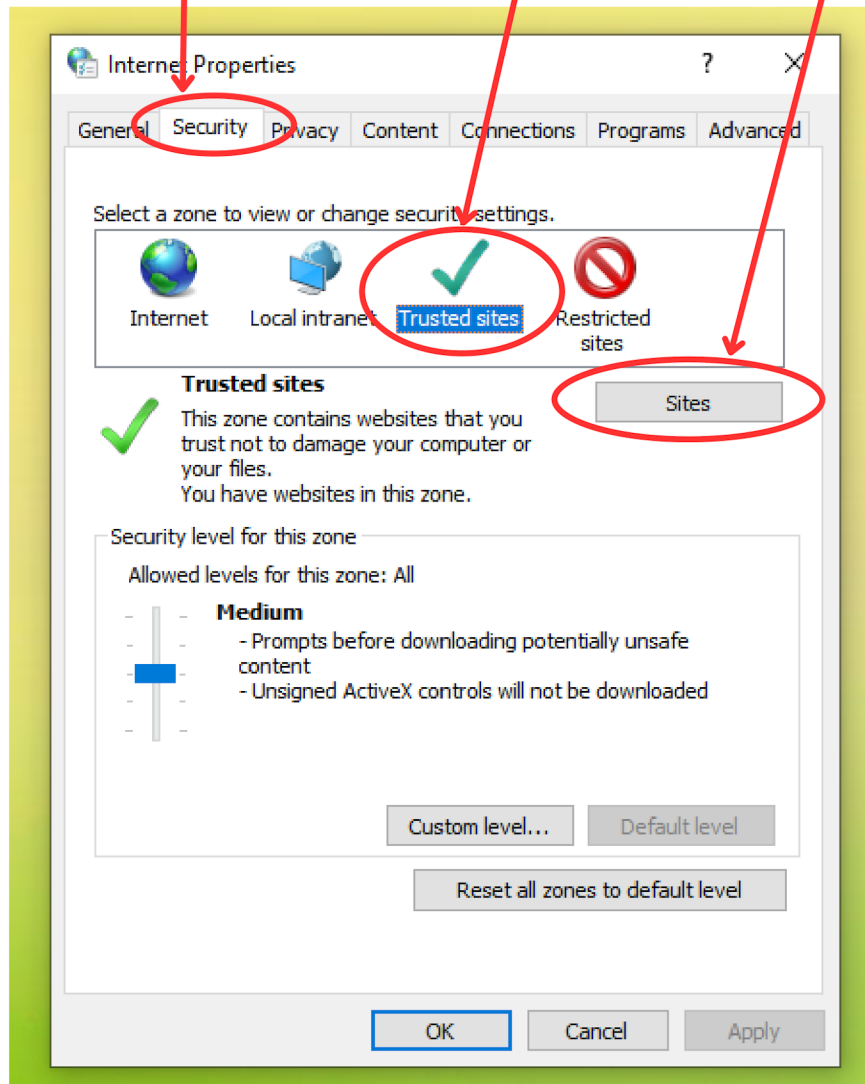 Internet Properties
?
General Security Privacy Content Connections Programs Advanced
Select a zone to view or change security settings.
Internet Local intranet Trusted sites Restricted
sites
Trusted sites
Sites
This zone contains websites that you
trust not to damage your computer or
your files.
You have websites in this zone.
Security level for this zone
Allowed levels for this zone: All
Medium
- Prompts before downloading potentially unsafe
content
- Unsigned ActiveX controls will not be downloaded
Custom level... Default level
Reset all zones to default level
OK Cancel Apply